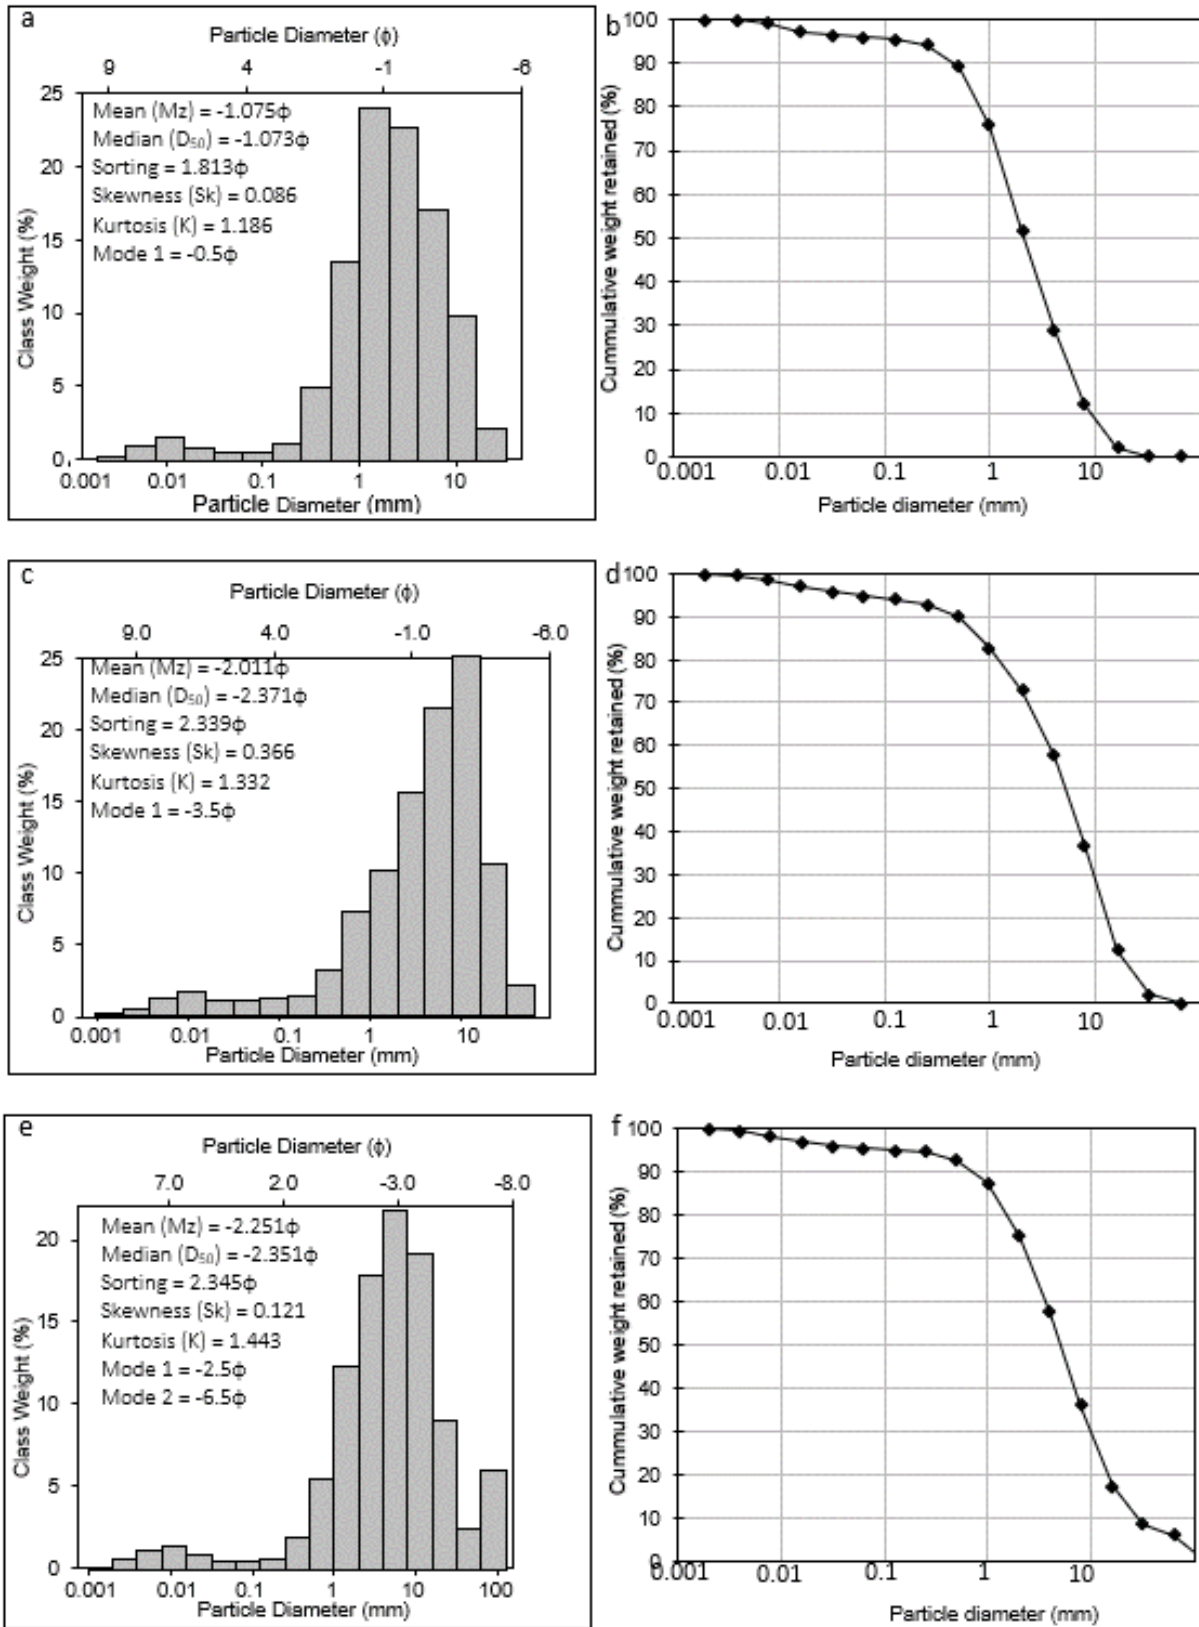 a
Particle Diameter (ϕ)
9 4 -1 -6
25
20
15
10
5
0
Class Weight (%)
Mean (Mz) = -1.075ϕ
Median (D₅₀) = -1.073ϕ
Sorting = 1.813ϕ
Skewness (Sk) = 0.086
Kurtosis (K) = 1.186
Mode 1 = -0.5ϕ
0.001 0.01 0.1 1 10
Particle Diameter (mm)
b
100
90
80
70
60
50
40
30
20
10
0
Cummulative weight retained (%)
0.001 0.01 0.1 1 10
Particle diameter (mm)
c
Particle Diameter (ϕ)
9.0 4.0 -1.0 -6.0
25
20
15
10
5
0
Class Weight (%)
Mean (Mz) = -2.011ϕ
Median (D₅₀) = -2.371ϕ
Sorting = 2.339ϕ
Skewness (Sk) = 0.366
Kurtosis (K) = 1.332
Mode 1 = -3.5ϕ
0.001 0.01 0.1 1 10
Particle Diameter (mm)
d
100
90
80
70
60
50
40
30
20
10
0
Cummulative weight retained (%)
0.001 0.01 0.1 1 10
Particle diameter (mm)
e
Particle Diameter (ϕ)
7.0 2.0 -3.0 -8.0
20
15
10
5
0
Class Weight (%)
Mean (Mz) = -2.251ϕ
Median (D₅₀) = -2.351ϕ
Sorting = 2.345ϕ
Skewness (Sk) = 0.121
Kurtosis (K) = 1.443
Mode 1 = -2.5ϕ
Mode 2 = -6.5ϕ
0.001 0.01 0.1 1 10 100
Particle Diameter (mm)
f
100
90
80
70
60
50
40
30
20
10
0
Cummulative weight retained (%)
0.001 0.01 0.1 1 10
Particle diameter (mm)